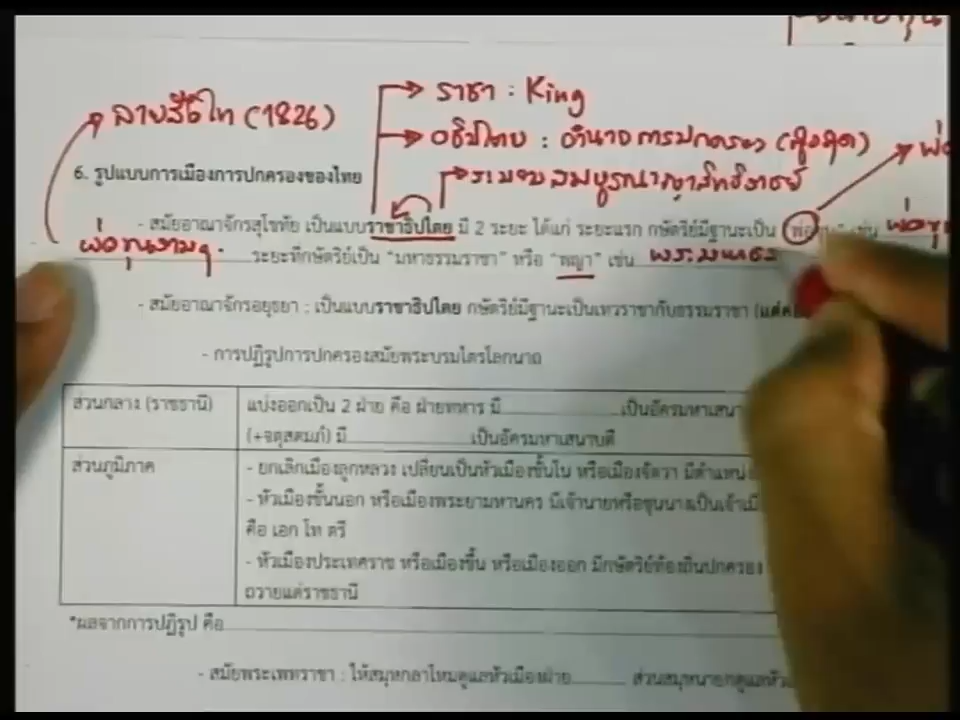 ราชา : King
ลายสือไท (1826)
อธิปไตย : อำนาจการปกครอง (สูงสุด)
พ่อ
6. รูปแบบการเมืองการปกครองของไทย
ระบอบสมบูรณาญาสิทธิราชย์
- สมัยอาณาจักรสุโขทัย เป็นแบบราชาธิปไตย มี 2 ระยะ ได้แก่ ระยะแรก กษัตริย์มีฐานะเป็น "พ่อขุน" เช่น พ่อขุ
พ่อขุนรามฯ ระยะที่กษัตริย์เป็น "มหาธรรมราชา" หรือ "พญา" เช่น พระมหาธร
- สมัยอาณาจักรอยุธยา : เป็นแบบราชาธิปไตย กษัตริย์มีฐานะเป็นเทวราชากับธรรมราชา
- การปฏิรูปการปกครองสมัยพระบรมไตรโลกนาถ
ส่วนกลาง (ราชธานี) แบ่งออกเป็น 2 ฝ่าย คือ ฝ่ายทหาร มี เป็นอัครมหาเสนา
(+จตุสดมภ์) มี เป็นอัครมหาเสนาบดี
ส่วนภูมิภาค - ยกเลิกเมืองลูกหลวง เปลี่ยนเป็นหัวเมืองชั้นใน หรือเมืองจัตวา มีตำแหน่ง
- หัวเมืองชั้นนอก หรือเมืองพระยามหานคร มีเจ้านายหรือขุนนางเป็นเจ้าเมื
คือ เอก โท ตรี
- หัวเมืองประเทศราช หรือเมืองขึ้น หรือเมืองออก มีกษัตริย์ท้องถิ่นปกครอง
ถวายแด่ราชธานี
*ผลจากการปฏิรูป คือ
- สมัยพระเพทราชา : ให้สมุหกลาโหมดูแลหัวเมืองฝ่าย ส่วนสมุหนายกดูแลหัวเ